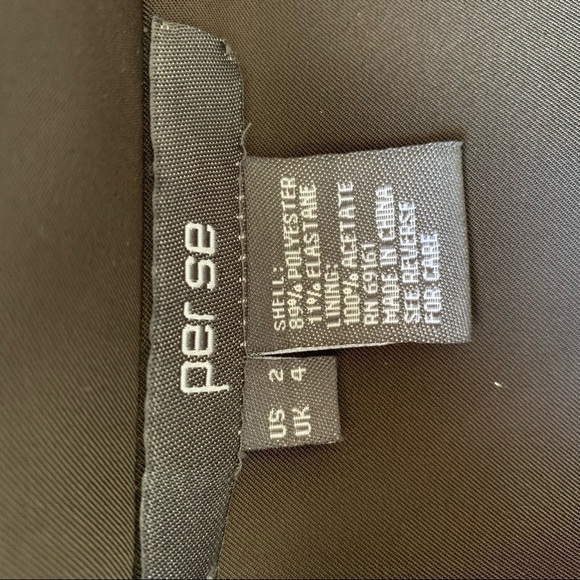 per se
SHELL:
89% POLYESTER
11% ELASTANE
LINING:
100% ACETATE
RN 69161
MADE IN CHINA
SEE REVERSE
FOR CARE
US 2
UK 4